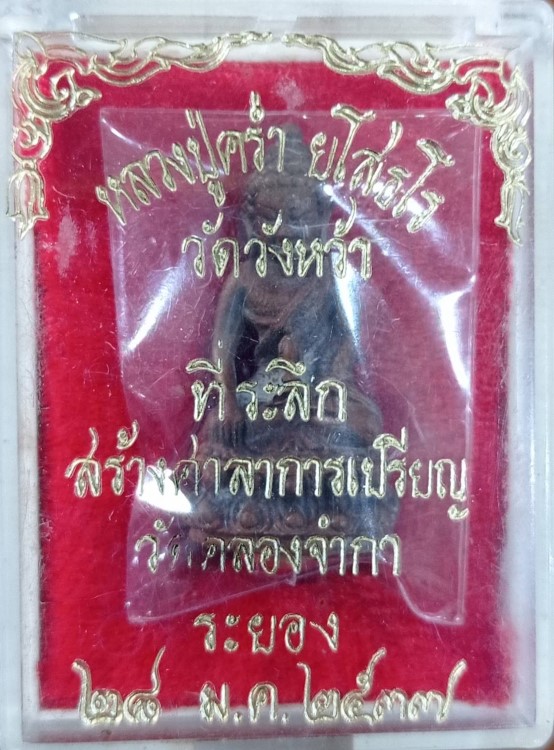 หลวงปู่คร่ำ ยโสธโร
วัดวังหว้า
ที่ระลึก
สร้างศาลาการเปรียญ
วัดคลองจำกา
ระยอง
๒๘ ม.ค. ๒๕๓๗